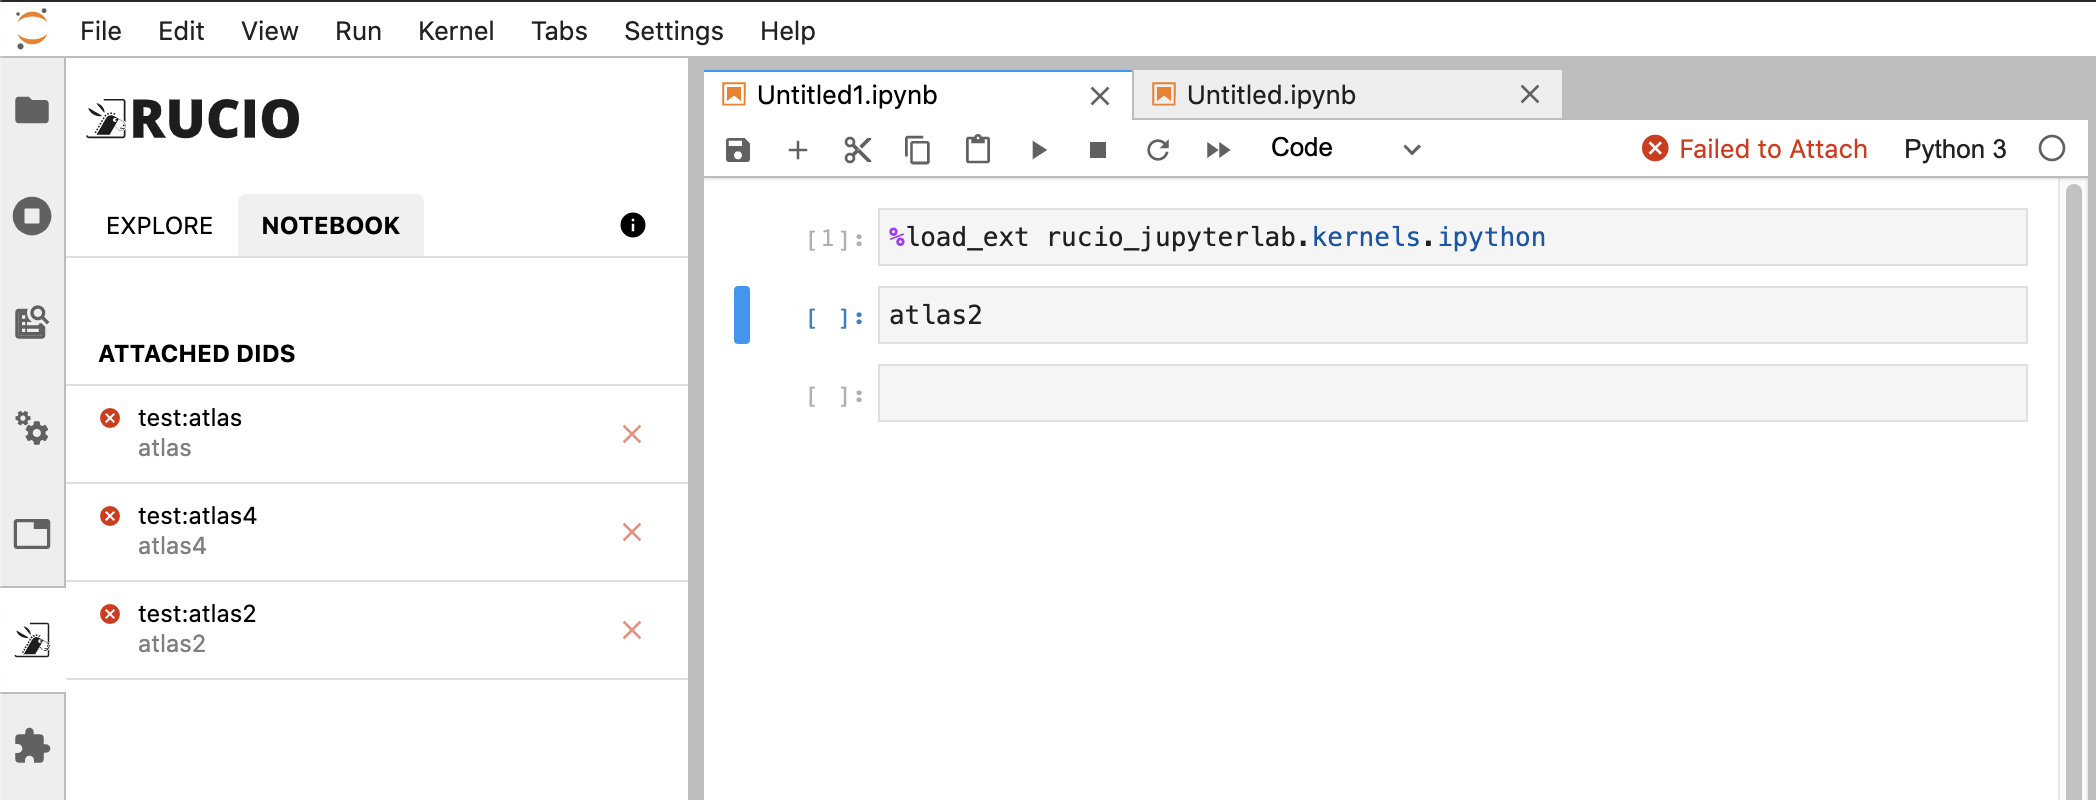 File Edit View Run Kernel Tabs Settings Help
RUCIO
EXPLORE NOTEBOOK
ATTACHED DIDS
test:atlas
atlas
test:atlas4
atlas4
test:atlas2
atlas2
Untitled1.ipynb Untitled.ipynb
Code Failed to Attach Python 3
[1]: %load_ext rucio_jupyterlab.kernels.ipython
[ ]: atlas2
[ ]: